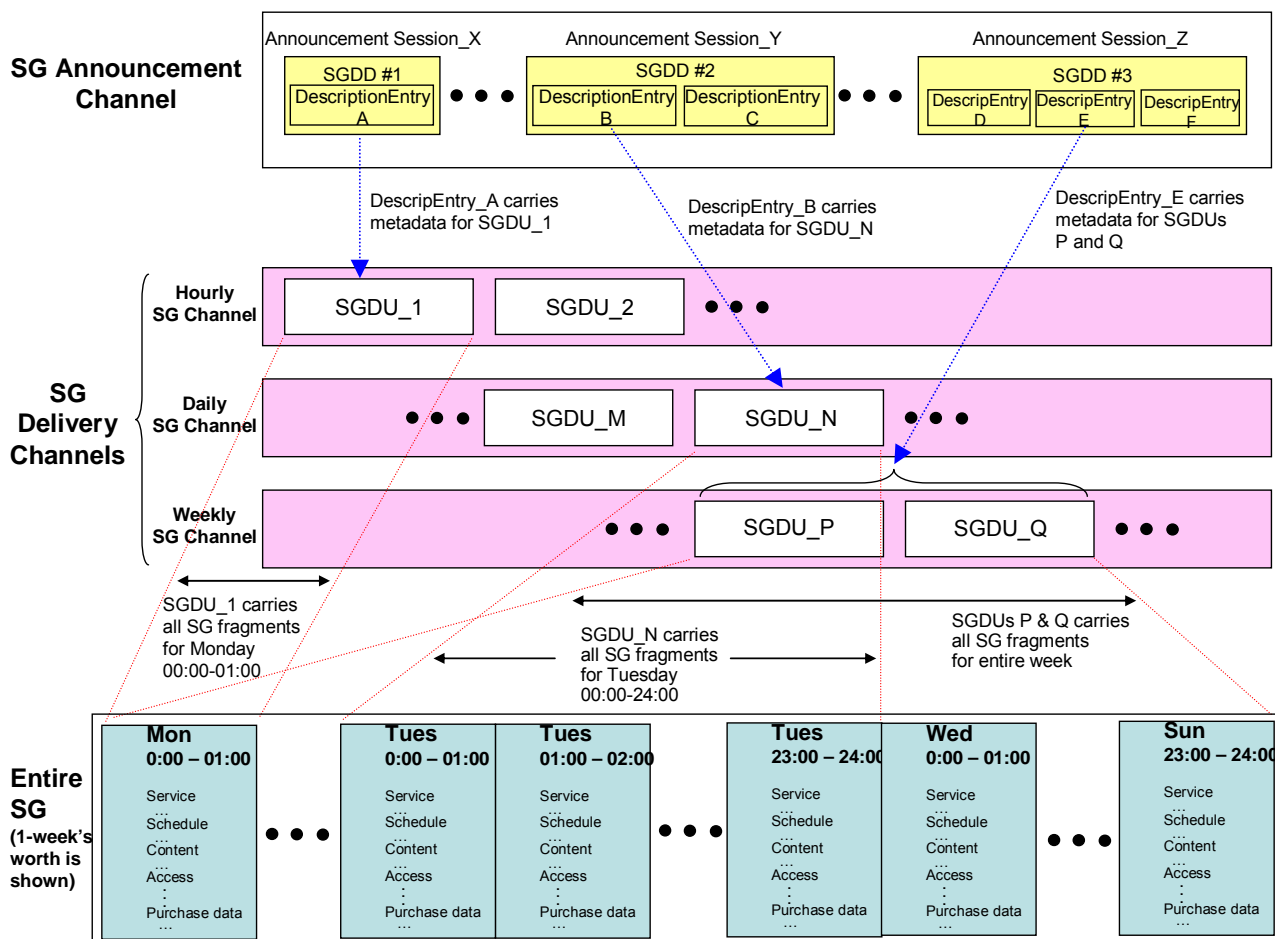 Announcement Session_X
Announcement Session_Y
Announcement Session_Z
SG Announcement
Channel
SGDD #1
DescriptionEntry
A
SGDD #2
DescriptionEntry
B
DescriptionEntry
C
SGDD #3
DescripEntry
D
DescripEntry
E
DescripEntry
F
DescripEntry_A carries
metadata for SGDU_1
DescripEntry_B carries
metadata for SGDU_N
DescripEntry_E carries
metadata for SGDUs
P and Q
SG
Delivery
Channels
Hourly
SG Channel
SGDU_1
SGDU_2
Daily
SG Channel
SGDU_M
SGDU_N
Weekly
SG Channel
SGDU_P
SGDU_Q
SGDU_1 carries
all SG fragments
for Monday
00:00-01:00
SGDU_N carries
all SG fragments
for Tuesday
00:00-24:00
SGDUs P & Q carries
all SG fragments
for entire week
Entire
SG
(1-week's
worth is
shown)
Mon
0:00 – 01:00
Service
...
Schedule
...
Content
...
Access
Purchase data
...
Tues
0:00 – 01:00
Service
...
Schedule
...
Content
...
Access
Purchase data
...
Tues
01:00 – 02:00
Service
...
Schedule
...
Content
...
Access
Purchase data
...
Tues
23:00 – 24:00
Service
...
Schedule
...
Content
...
Access
Purchase data
...
Wed
0:00 – 01:00
Service
...
Schedule
...
Content
...
Access
Purchase data
...
Sun
23:00 – 24:00
Service
...
Schedule
...
Content
...
Access
Purchase data
...